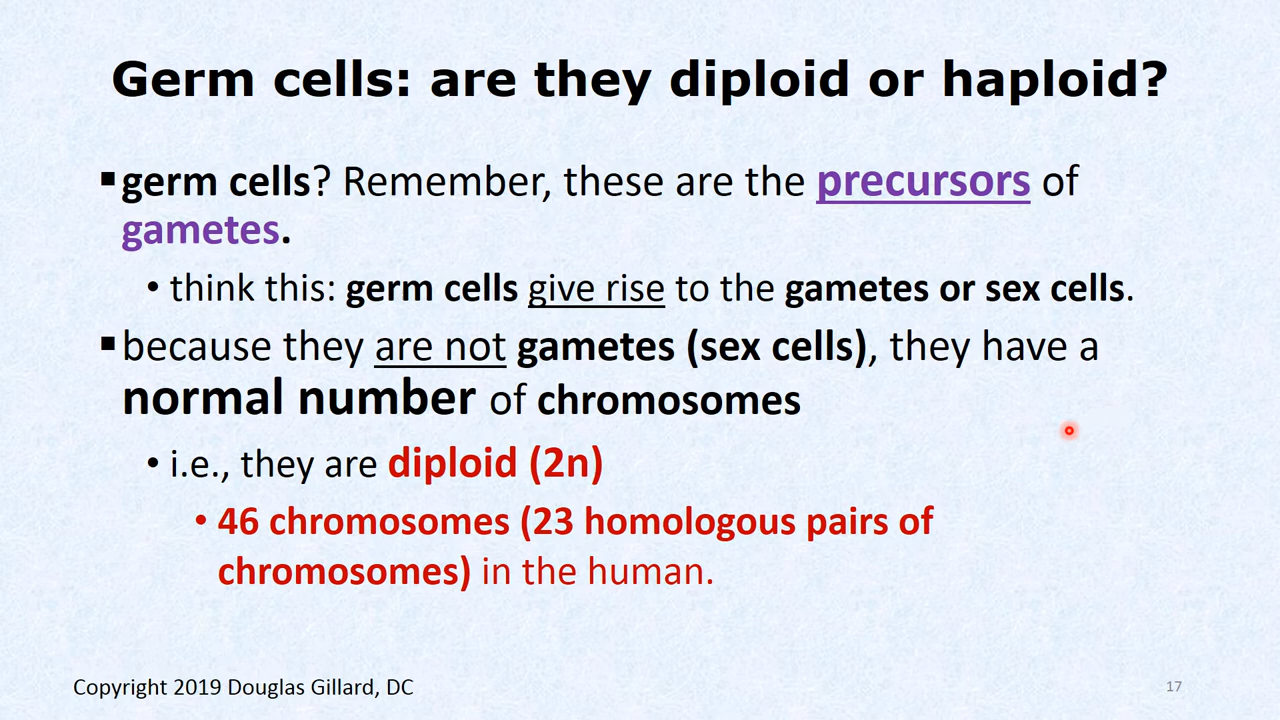 Germ cells: are they diploid or haploid?
▪germ cells? Remember, these are the precursors of
gametes.
• think this: germ cells give rise to the gametes or sex cells.
▪because they are not gametes (sex cells), they have a
normal number of chromosomes
• i.e., they are diploid (2n)
• 46 chromosomes (23 homologous pairs of
chromosomes) in the human.
Copyright 2019 Douglas Gillard, DC
17